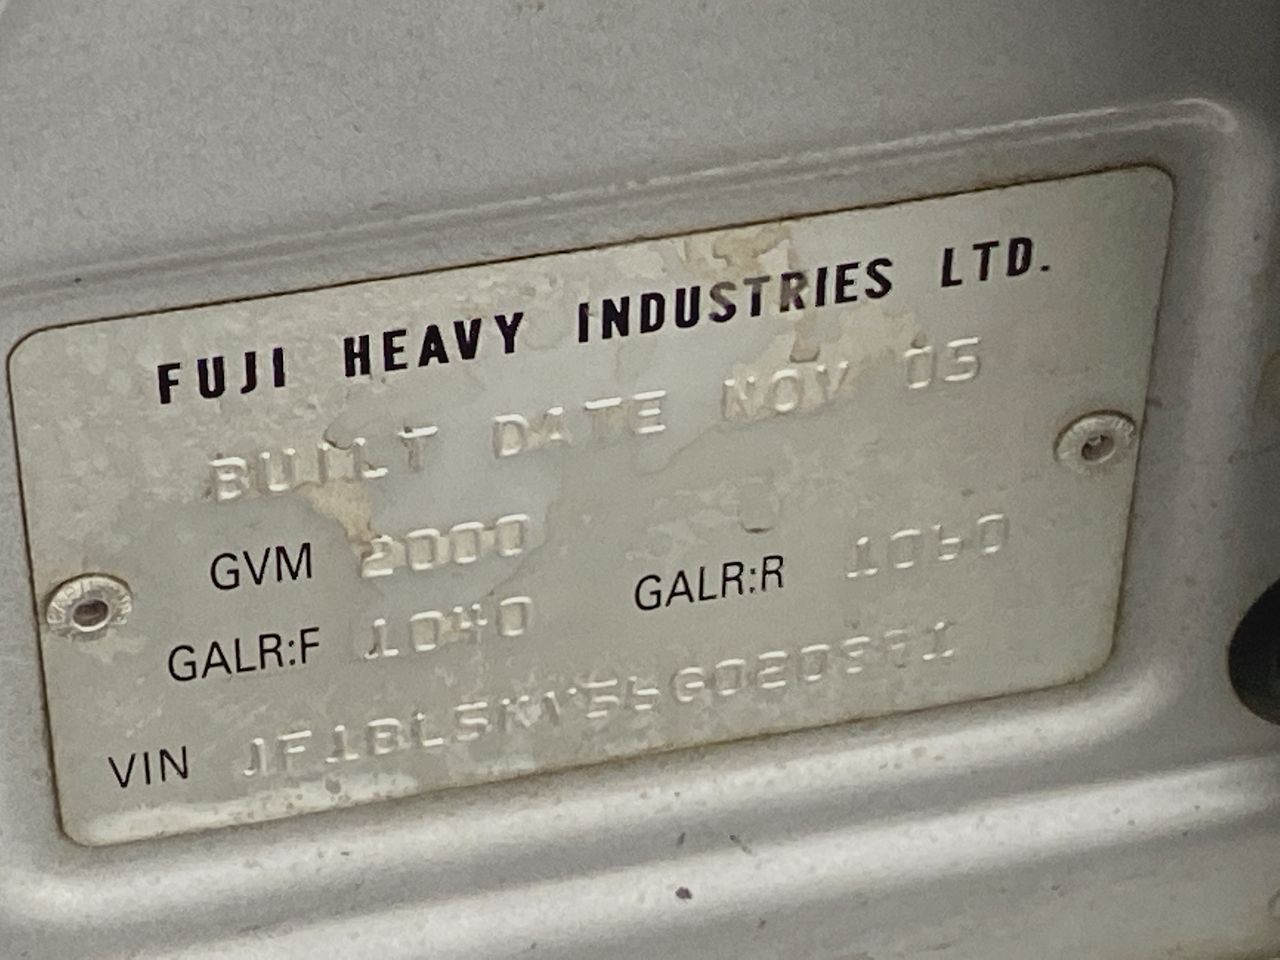 FUJI HEAVY INDUSTRIES LTD.
BUILT DATE NOV 05
GVM 2000
GALR:F 1040 GALR:R 1060
VIN